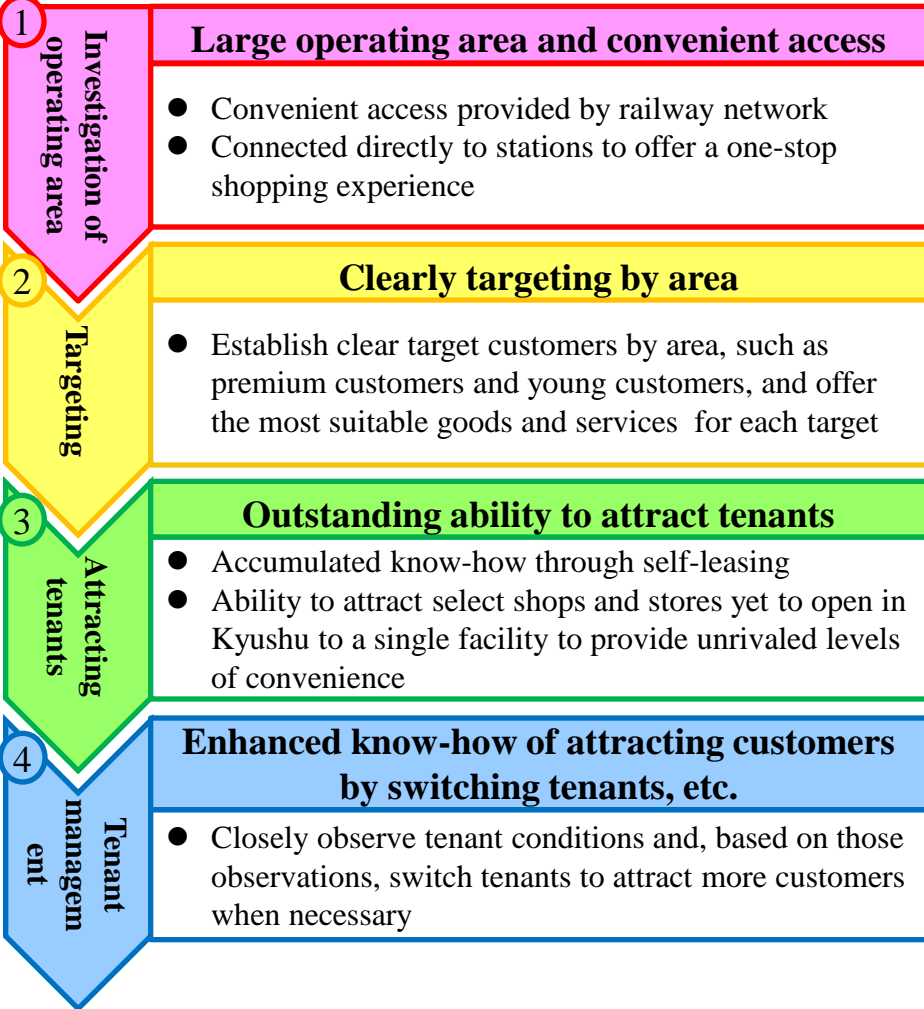 1
Investigation of
operating area
Large operating area and convenient access
● Convenient access provided by railway network
● Connected directly to stations to offer a one-stop
shopping experience
2
Targeting
Clearly targeting by area
● Establish clear target customers by area, such as
premium customers and young customers, and offer
the most suitable goods and services for each target
3
Attracting
tenants
Outstanding ability to attract tenants
● Accumulated know-how through self-leasing
● Ability to attract select shops and stores yet to open in
Kyushu to a single facility to provide unrivaled levels
of convenience
4
Tenant
managem
ent
Enhanced know-how of attracting customers
by switching tenants, etc.
● Closely observe tenant conditions and, based on those
observations, switch tenants to attract more customers
when necessary